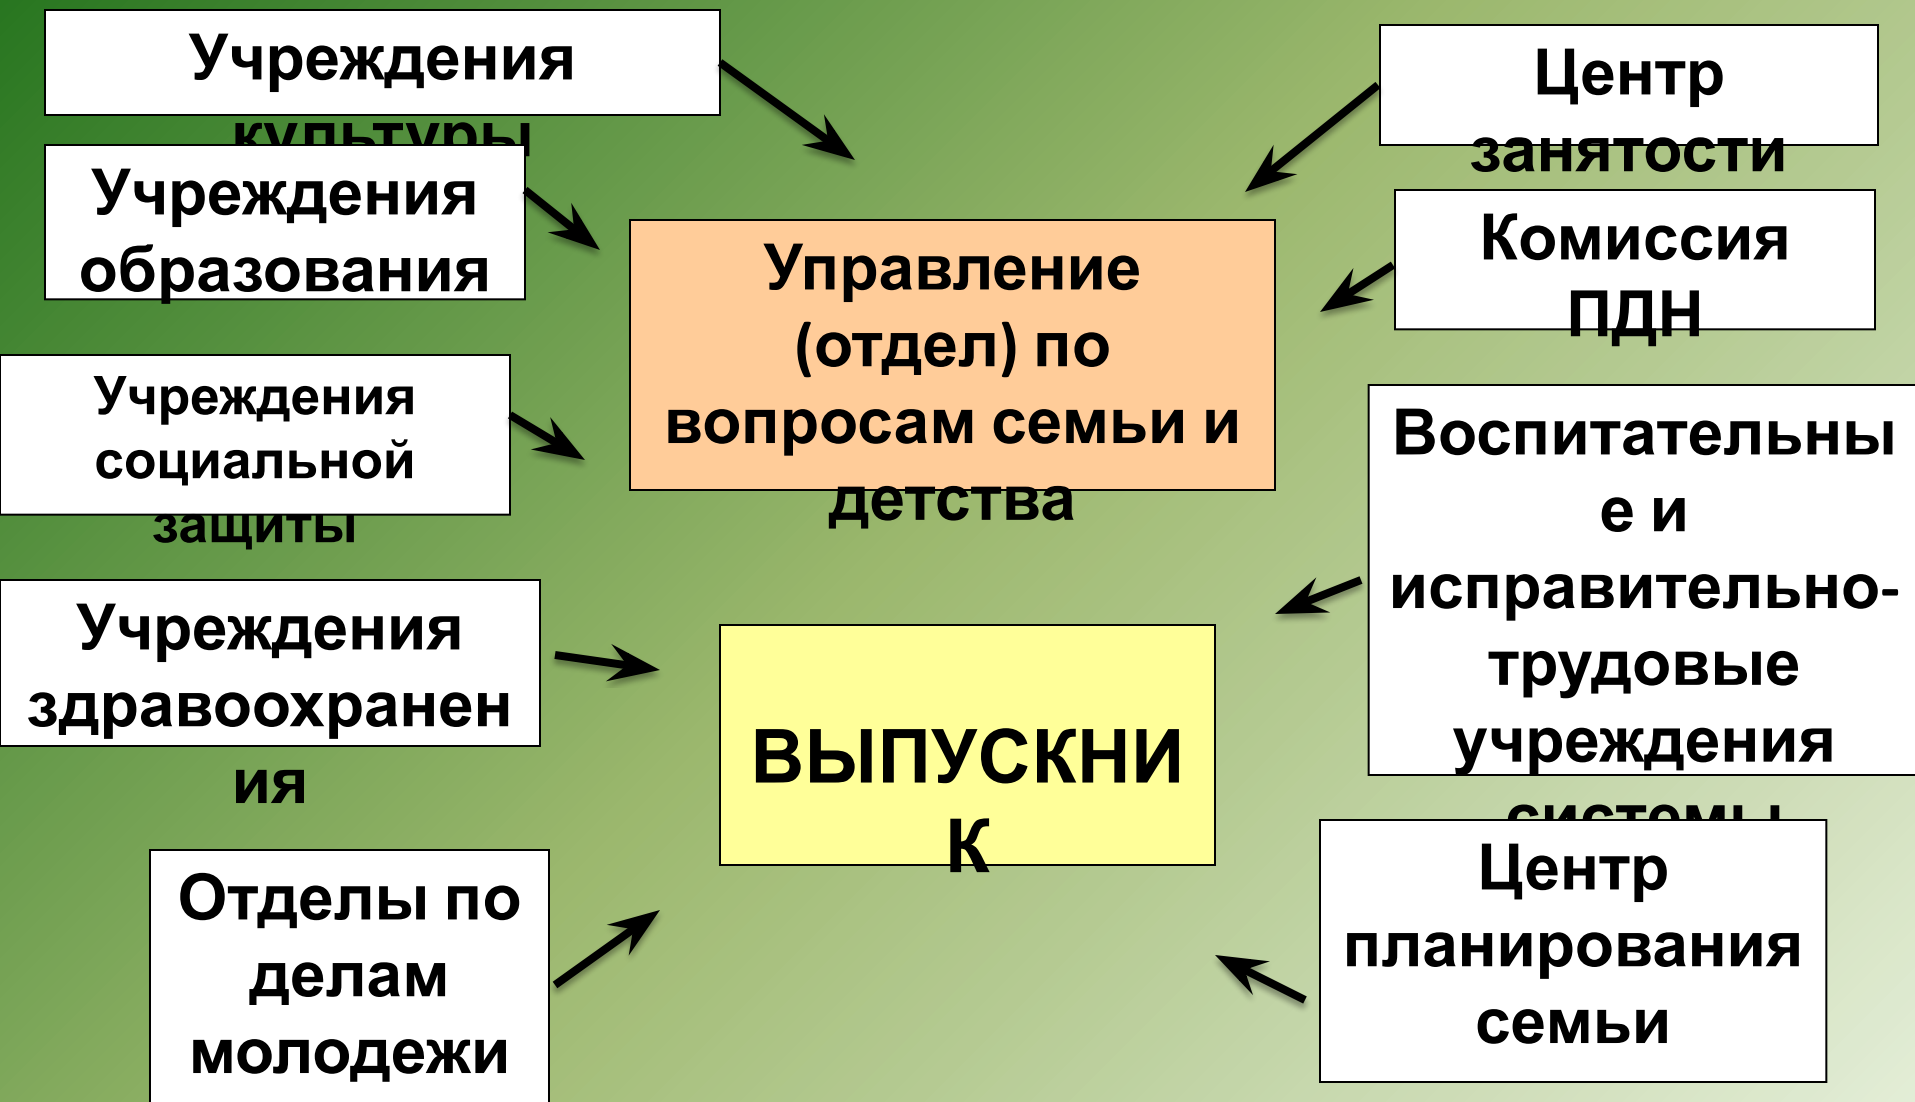 Учреждения
культуры
Учреждения
образования
Учреждения
социальной
защиты
Учреждения
здравоохранен
ия
Отделы по
делам
молодежи
Управление
(отдел) по
вопросам семьи и
детства
ВЫПУСКНИ
К
Центр
занятости
Комиссия
ПДН
Воспитательны
е и
исправительно-
трудовые
учреждения
системы
Центр
планирования
семьи